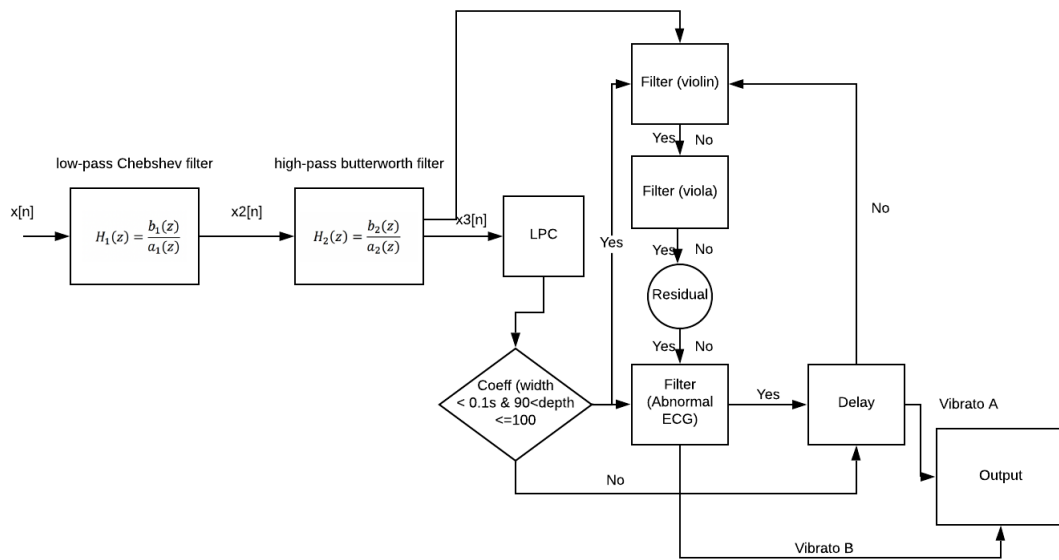 low-pass Chebshev filter
high-pass butterworth filter
x[n]
H₁(z) = b₁(z) / a₁(z)
x2[n]
H₂(z) = b₂(z) / a₂(z)
x3[n]
LPC
Coeff (width
< 0.1s & 90<depth
<=100
Yes
No
Filter (violin)
Yes No
Filter (viola)
Yes No
Residual
Yes No
Filter
(Abnormal
ECG)
Yes
Delay
No
Vibrato A
Output
Vibrato B